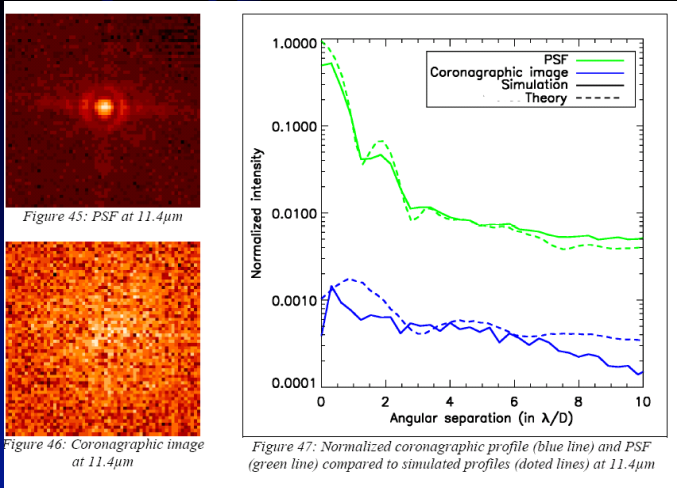 Figure 45: PSF at 11.4µm
Figure 46: Coronagraphic image
at 11.4µm
1.0000
0.1000
0.0100
0.0010
0.0001
Normalized intensity
PSF
Coronagraphic image
Simulation
Theory
0 2 4 6 8 10
Angular separation (in λ/D)
Figure 47: Normalized coronagraphic profile (blue line) and PSF
(green line) compared to simulated profiles (doted lines) at 11.4µm